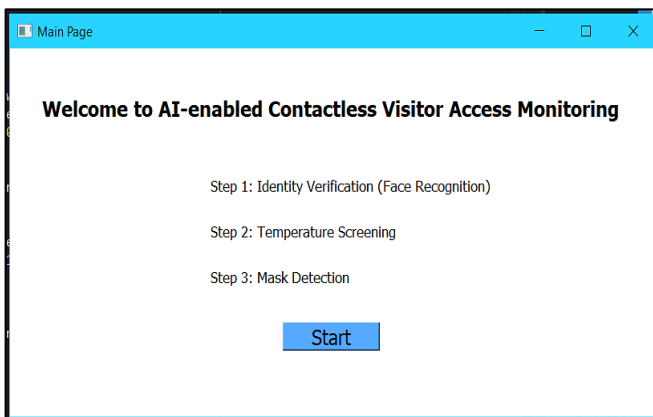 Main Page
Welcome to AI-enabled Contactless Visitor Access Monitoring
Step 1: Identity Verification (Face Recognition)
Step 2: Temperature Screening
Step 3: Mask Detection
Start